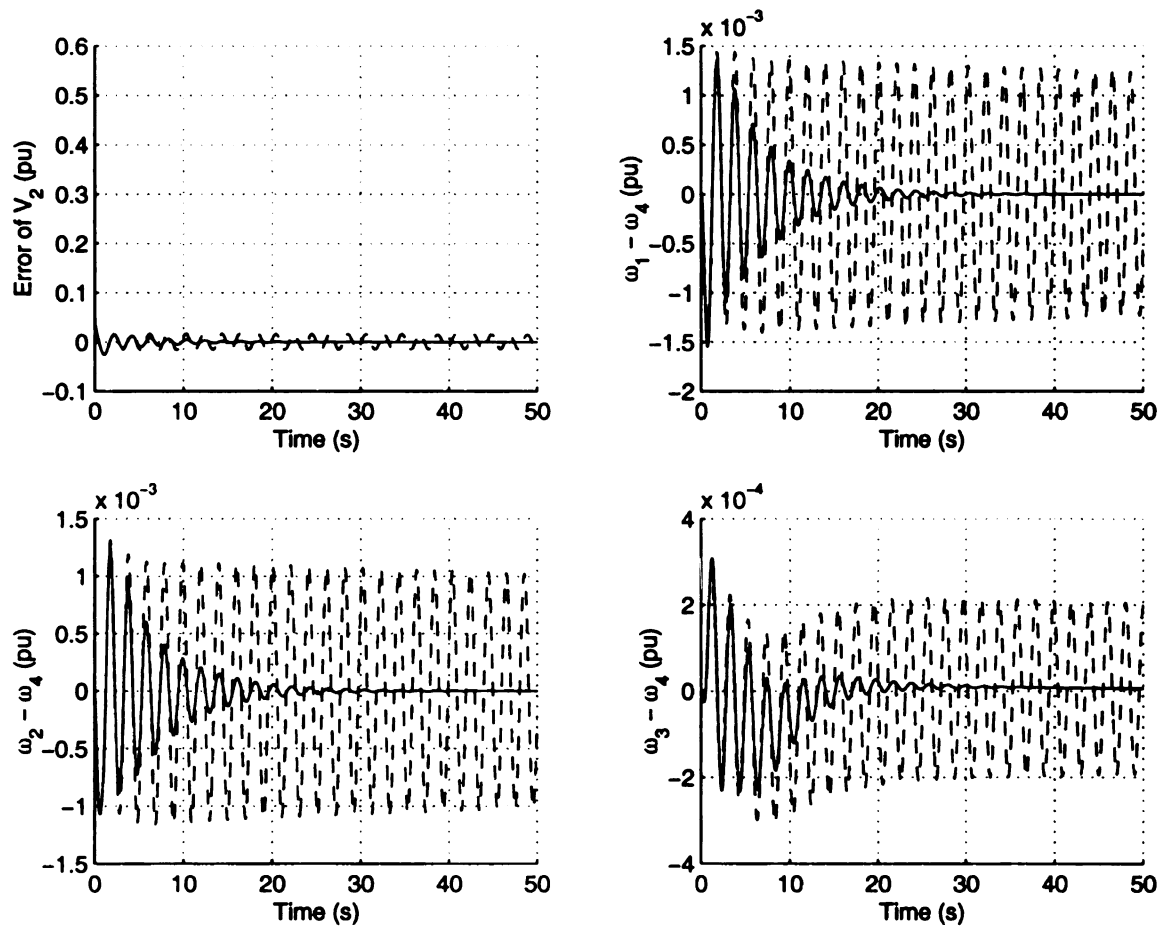 0.6
0.5
0.4
0.3
0.2
0.1
0
−0.1
Error of V2 (pu)
0 10 20 30 40 50
Time (s)
x 10−3
1.5
1
0.5
0
−0.5
−1
−1.5
−2
ω1 − ω4 (pu)
0 10 20 30 40 50
Time (s)
x 10−3
1.5
1
0.5
0
−0.5
−1
−1.5
ω2 − ω4 (pu)
0 10 20 30 40 50
Time (s)
x 10−4
4
2
0
−2
−4
ω3 − ω4 (pu)
0 10 20 30 40 50
Time (s)